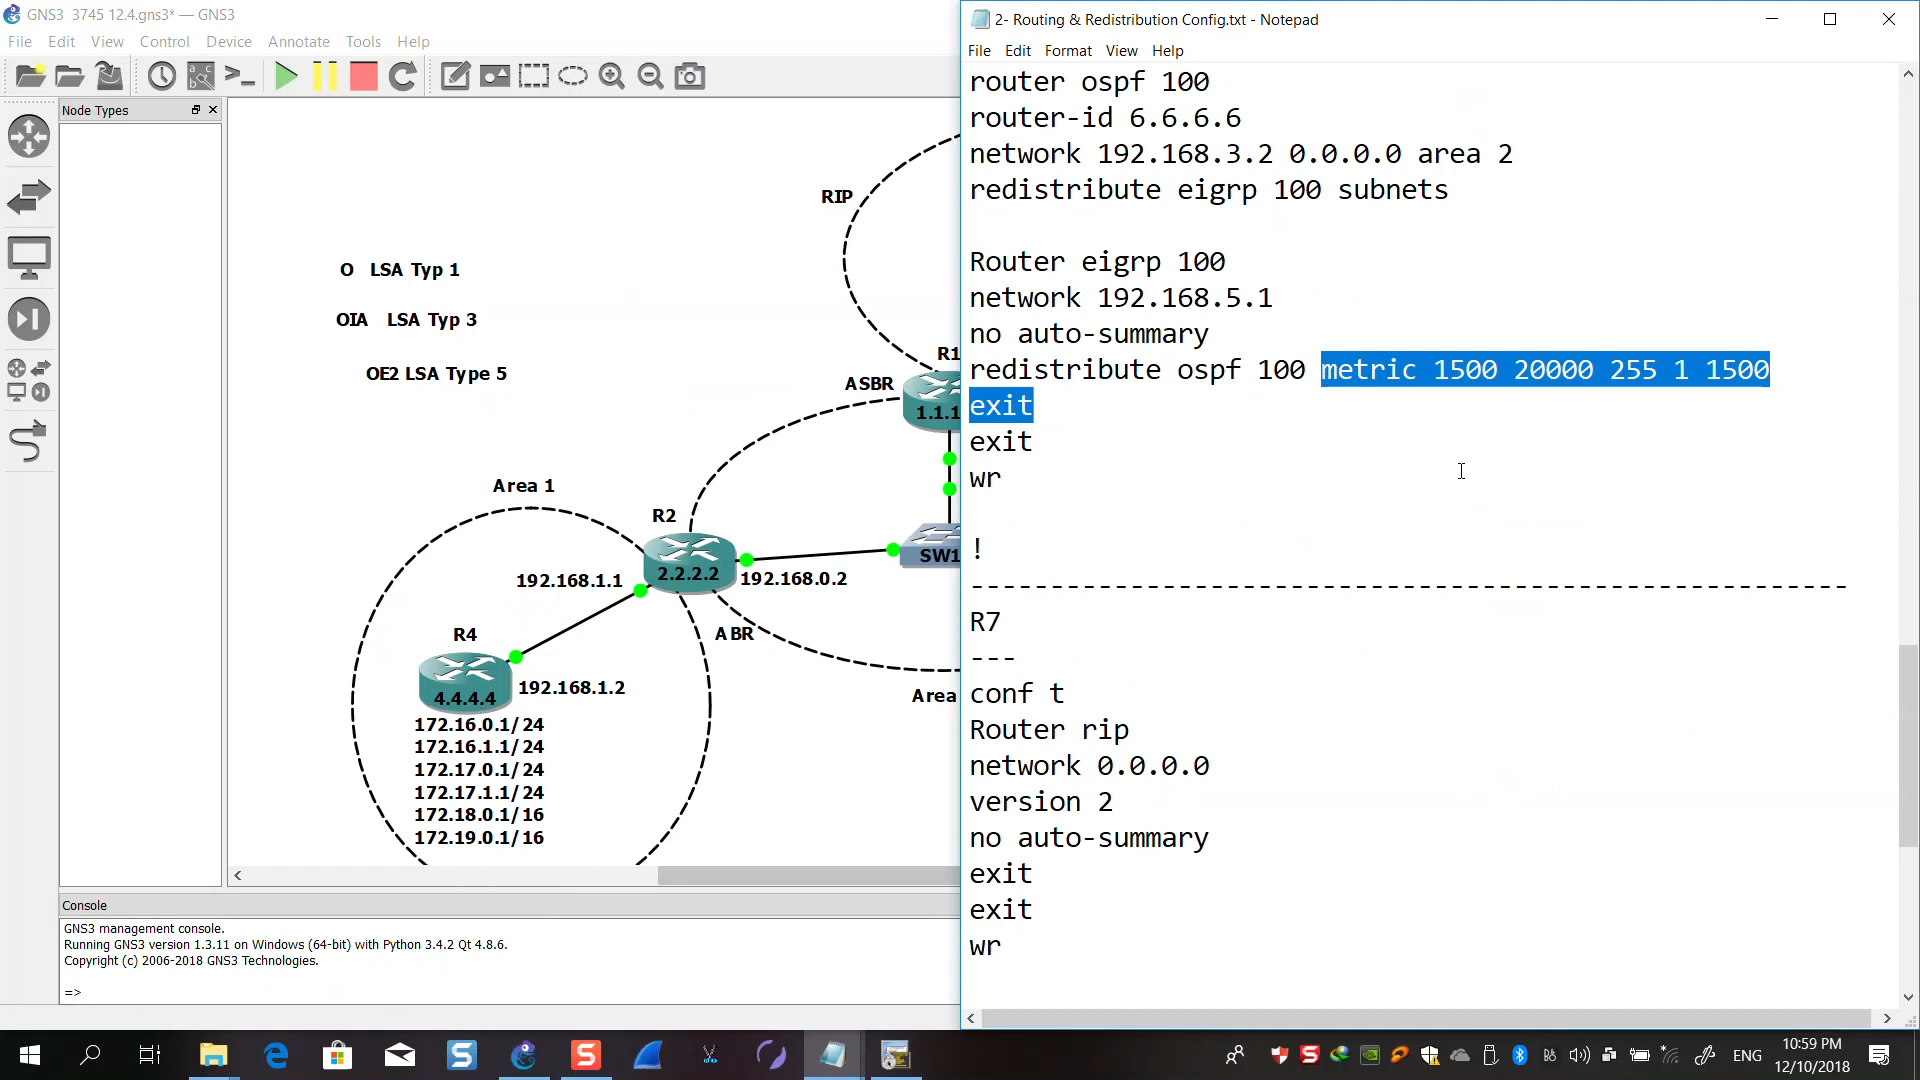 GNS3  3745 12.4.gns3* — GNS3
File Edit View Control Device Annotate Tools Help
Node Types
RIP
O LSA Typ 1
OIA LSA Typ 3
OE2 LSA Type 5
R1
ASBR
1.1.1
Area 1
R2
2.2.2.2
SW1
192.168.1.1
192.168.0.2
ABR
R4
4.4.4.4
192.168.1.2
Area
172.16.0.1/24
172.16.1.1/24
172.17.0.1/24
172.17.1.1/24
172.18.0.1/16
172.19.0.1/16
Console
GNS3 management console.
Running GNS3 version 1.3.11 on Windows (64-bit) with Python 3.4.2 Qt 4.8.6.
Copyright (c) 2006-2018 GNS3 Technologies.
=>
2- Routing & Redistribution Config.txt - Notepad
File Edit Format View Help
router ospf 100
router-id 6.6.6.6
network 192.168.3.2 0.0.0.0 area 2
redistribute eigrp 100 subnets
Router eigrp 100
network 192.168.5.1
no auto-summary
redistribute ospf 100 metric 1500 20000 255 1 1500
exit
exit
wr
!
-------------------------------------------------------
R7
---
conf t
Router rip
network 0.0.0.0
version 2
no auto-summary
exit
exit
wr
ENG
10:59 PM
12/10/2018